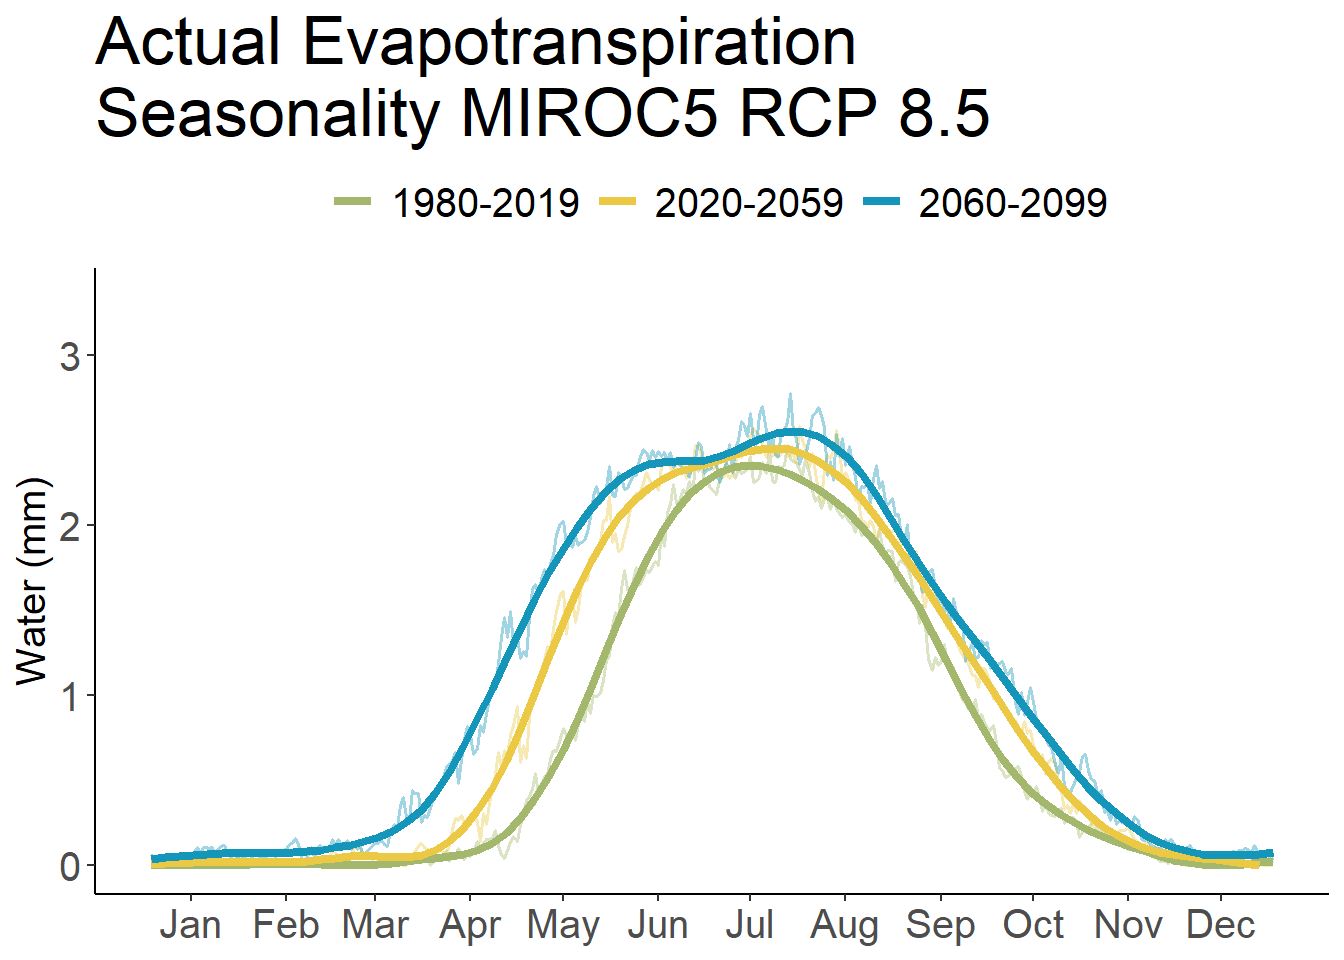 Actual Evapotranspiration
Seasonality MIROC5 RCP 8.5
1980-2019 2020-2059 2060-2099
Water (mm)
3
2
1
0
Jan Feb Mar Apr May Jun Jul Aug Sep Oct Nov Dec